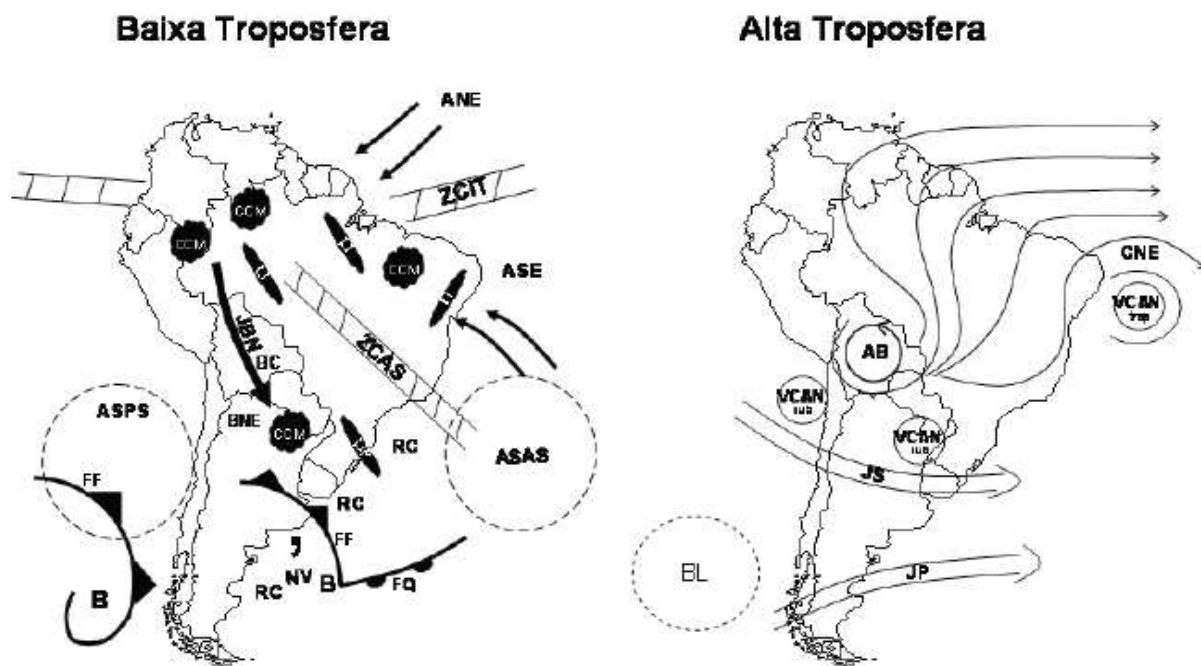 Baixa Troposfera
Alta Troposfera
ANE
ZCIT
CCM
CCM
CCM
LI
LI
LI
ASE
JBN
BC
ZCAS
ASPS
BNE
CCM
RC
ASAS
FF
RC
FF
NV
RC
B
FQ
B
CNE
VCAN
AB
VCAN
VCAN
JS
BL
JP